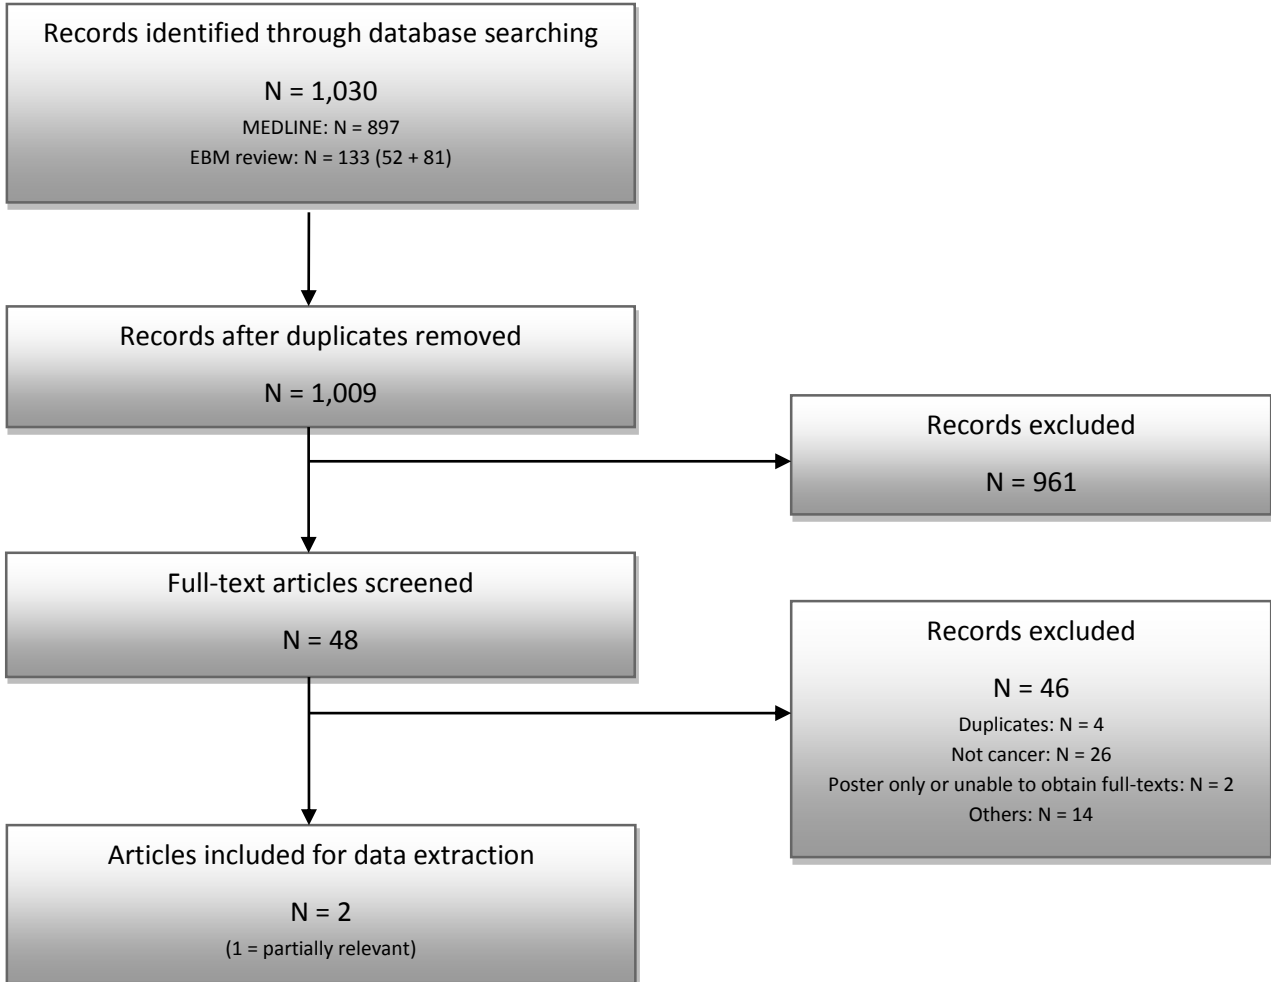 Records identified through database searching
N = 1,030
MEDLINE: N = 897
EBM review: N = 133 (52 + 81)
Records after duplicates removed
N = 1,009
Records excluded
N = 961
Full-text articles screened
N = 48
Records excluded
N = 46
Duplicates: N = 4
Not cancer: N = 26
Poster only or unable to obtain full-texts: N = 2
Others: N = 14
Articles included for data extraction
N = 2
(1 = partially relevant)